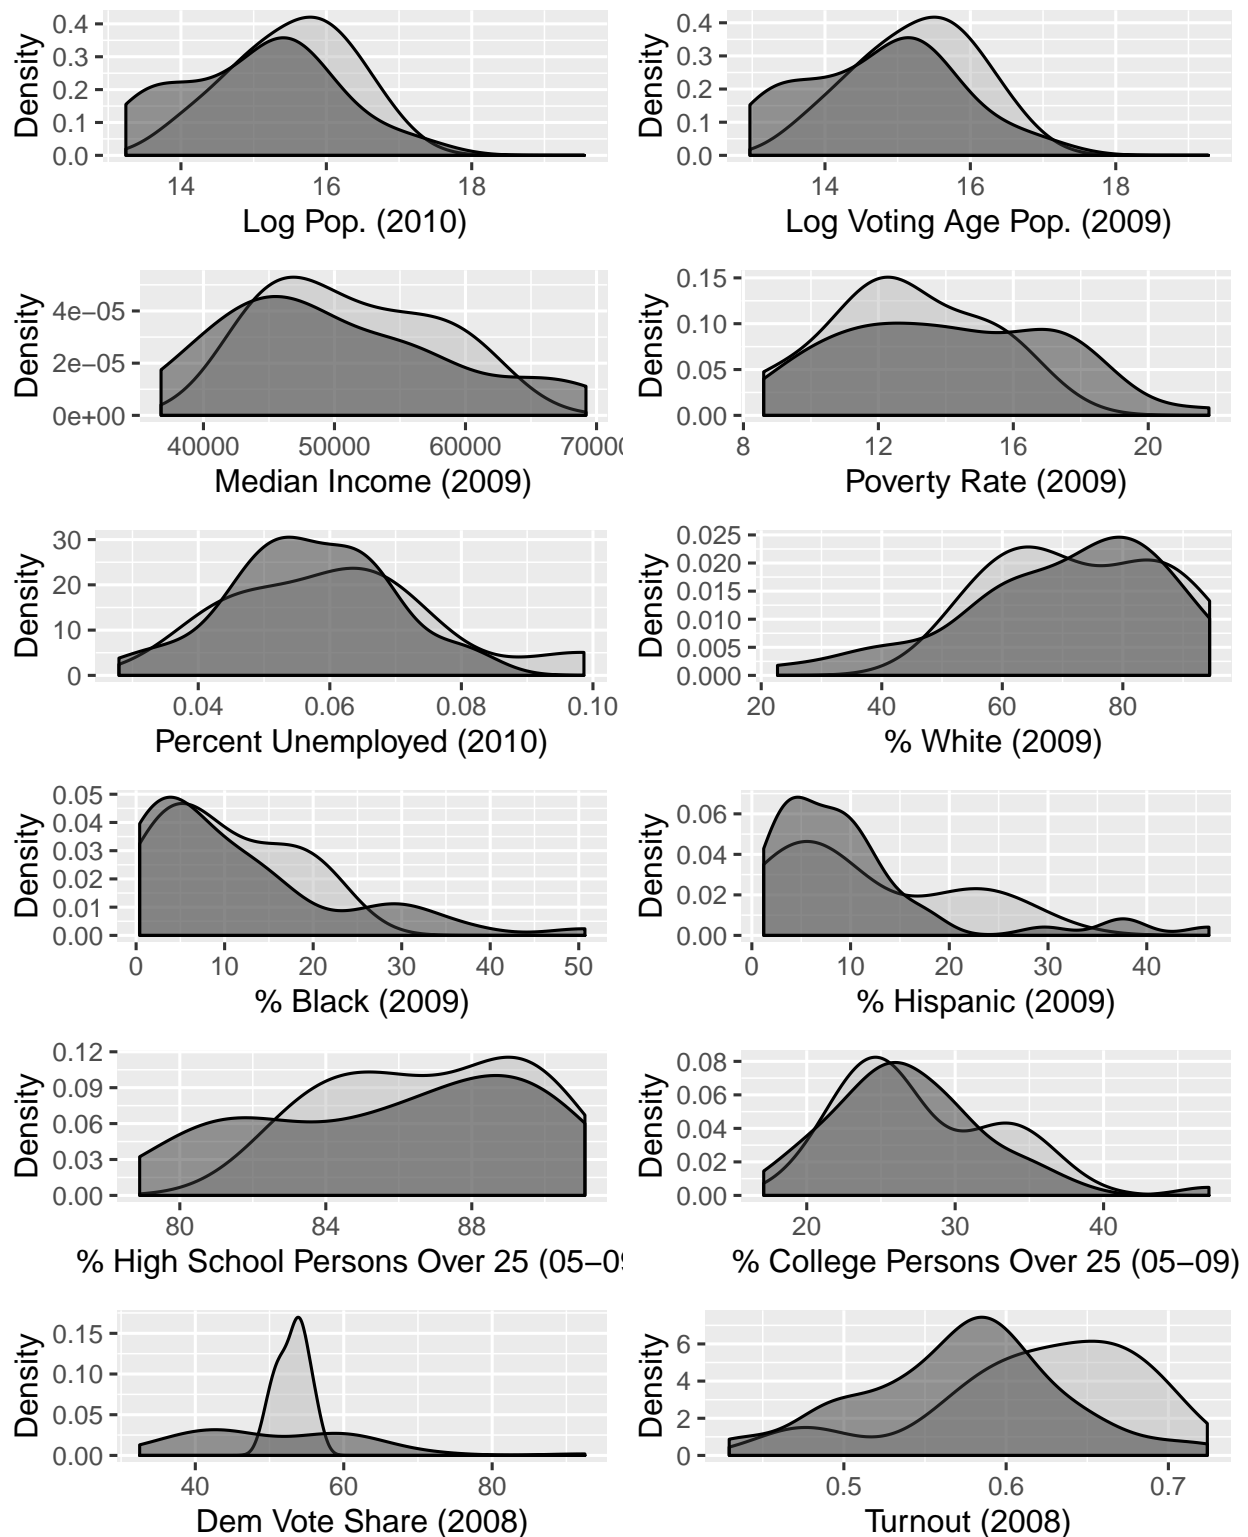 Density
0.4
0.3
0.2
0.1
0.0
14 16 18
Log Pop. (2010)
Density
0.4
0.3
0.2
0.1
0.0
14 16 18
Log Voting Age Pop. (2009)
Density
4e−05
2e−05
0e+00
40000 50000 60000 70000
Median Income (2009)
Density
0.15
0.10
0.05
0.00
8 12 16 20
Poverty Rate (2009)
Density
30
20
10
0
0.04 0.06 0.08 0.10
Percent Unemployed (2010)
Density
0.025
0.020
0.015
0.010
0.005
0.000
20 40 60 80
% White (2009)
Density
0.05
0.04
0.03
0.02
0.01
0.00
0 10 20 30 40 50
% Black (2009)
Density
0.06
0.04
0.02
0.00
0 10 20 30 40
% Hispanic (2009)
Density
0.12
0.09
0.06
0.03
0.00
80 84 88
% High School Persons Over 25 (05−09
Density
0.08
0.06
0.04
0.02
0.00
20 30 40
% College Persons Over 25 (05−09)
Density
0.15
0.10
0.05
0.00
40 60 80
Dem Vote Share (2008)
Density
6
4
2
0
0.5 0.6 0.7
Turnout (2008)